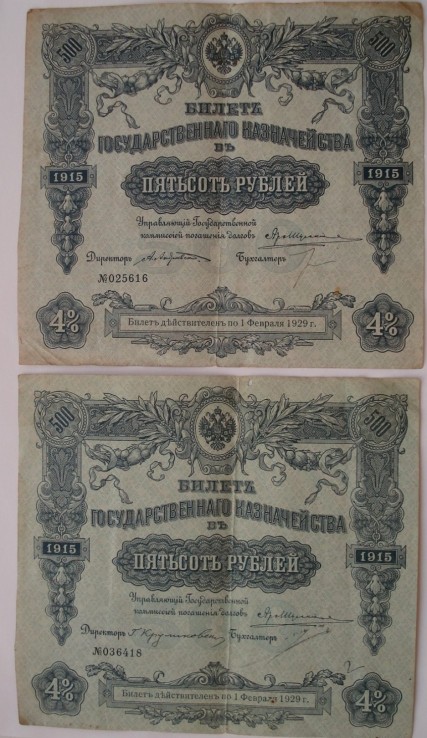 500 500
БИЛЕТЪ
ГОСУДАРСТВЕННАГО КАЗНАЧЕЙСТВА
ВЪ
1915 ПЯТЬСОТЪ РУБЛЕЙ 1915
Управляющій Государственной
коммиссіей погашенія долговъ
Директоръ Бухгалтеръ
№025616
4% Билетъ дѣйствителенъ по 1 Февраля 1929 г. 4%
500 500
БИЛЕТЪ
ГОСУДАРСТВЕННАГО КАЗНАЧЕЙСТВА
ВЪ
1915 ПЯТЬСОТЪ РУБЛЕЙ 1915
Управляющій Государственной
коммиссіей погашенія долговъ
Директоръ Бухгалтеръ
№036418
4% Билетъ дѣйствителенъ по 1 Февраля 1929 г. 4%